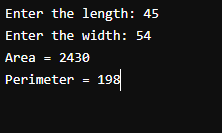 Enter the length: 45
Enter the width: 54
Area = 2430
Perimeter = 198